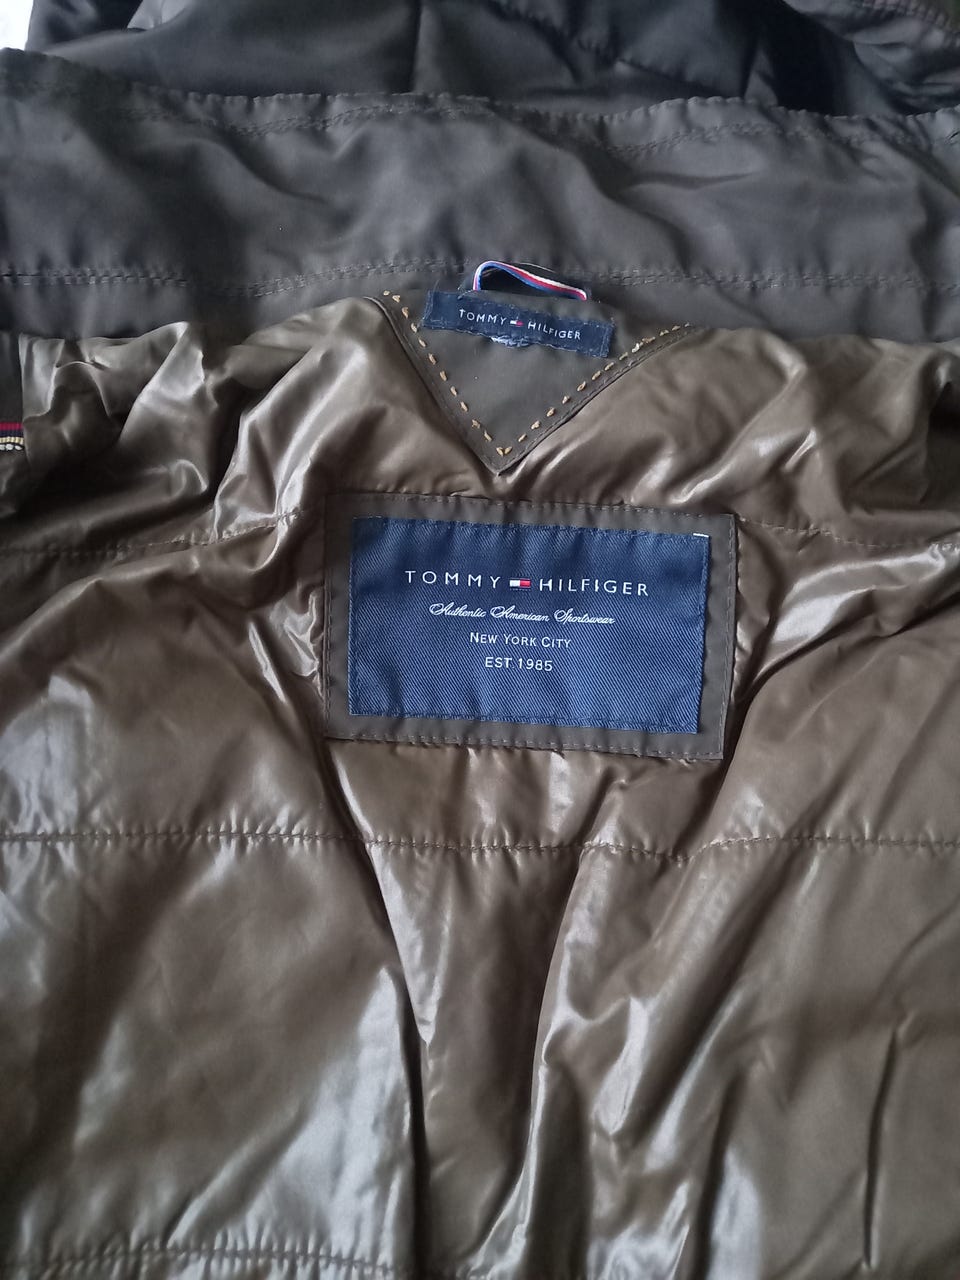 TOMMY HILFIGER
TOMMY HILFIGER
Authentic American Sportswear
NEW YORK CITY
EST 1985